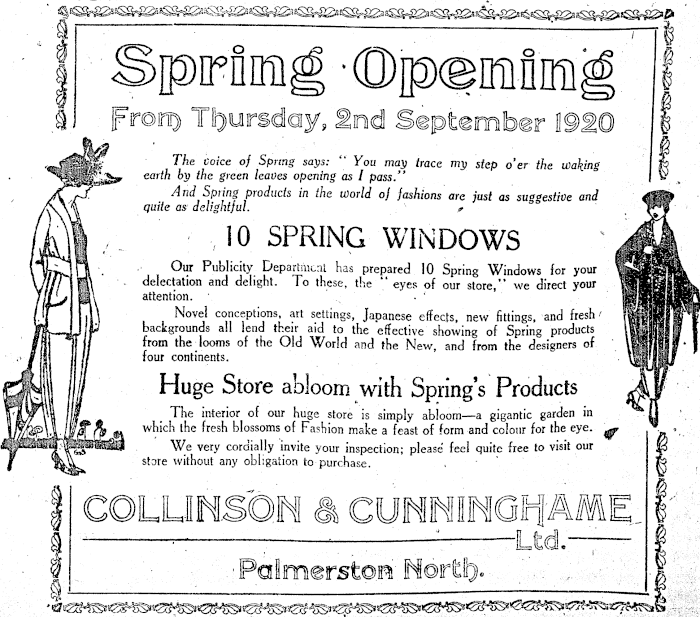 Spring Opening
From Thursday, 2nd September 1920
The voice of Spring says: " You may trace my step o'er the waking
earth by the green leaves opening as I pass."
And Spring products in the world of fashions are just as suggestive and
quite as delightful.
10 SPRING WINDOWS
Our Publicity Department has prepared 10 Spring Windows for your
delectation and delight. To these, the " eyes of our store," we direct your
attention.
Novel conceptions, art settings, Japanese effects, new fittings, and fresh
backgrounds all lend their aid to the effective showing of Spring products
from the looms of the Old World and the New, and from the designers of
four continents.
Huge Store abloom with Spring's Products
The interior of our huge store is simply abloom—a gigantic garden in
which the fresh blossoms of Fashion make a feast of form and colour for the eye.
We very cordially invite your inspection; please feel quite free to visit our
store without any obligation to purchase.
COLLINSON & CUNNINGHAME
Ltd.
Palmerston North.